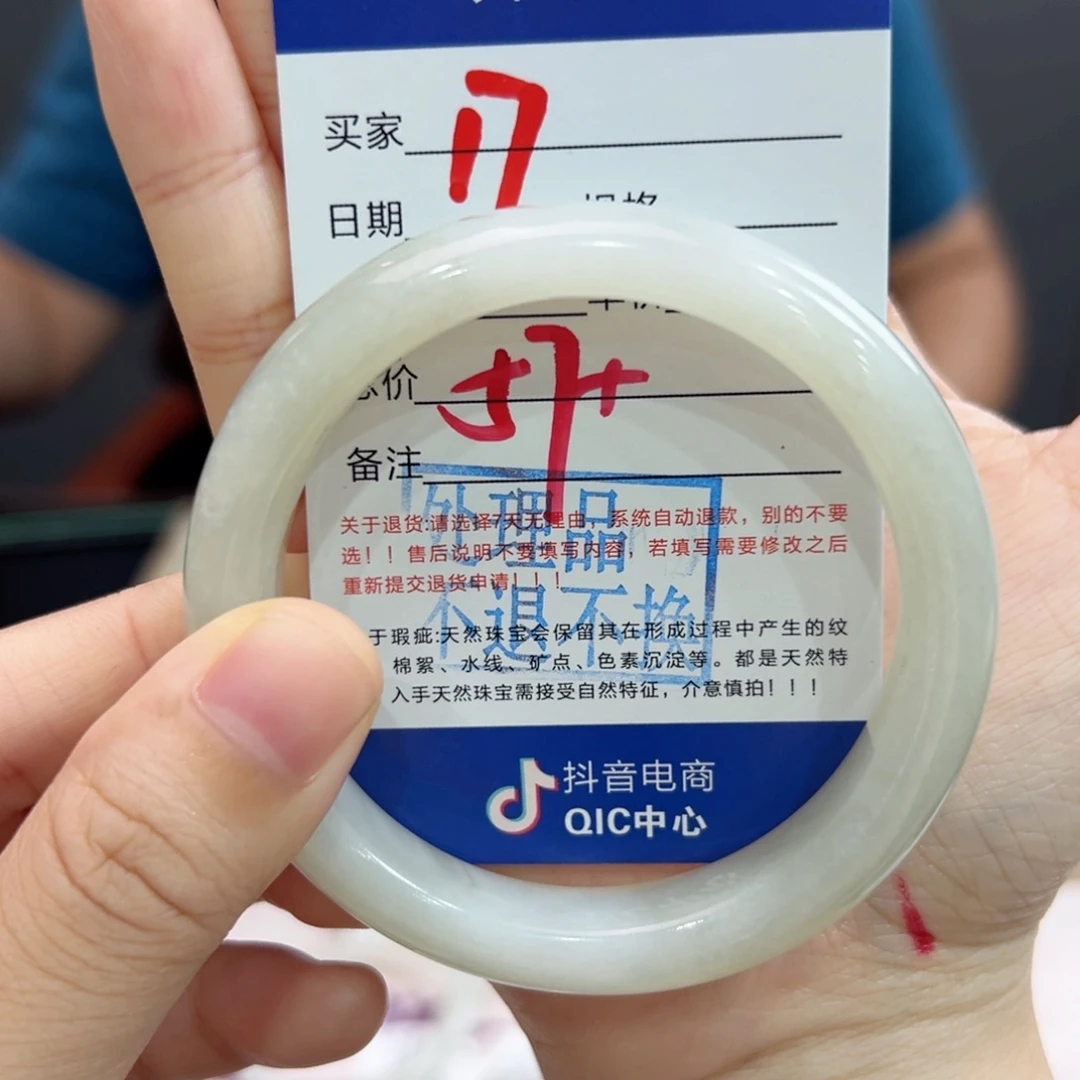 买家
日期
价
备注
处理品
不退不换
关于退货:请选择7天无理由,系统自动退款,别的不要
选!!售后说明不要填写内容,若填写需要修改之后
重新提交退货申请!!!
于瑕疵:天然珠宝会保留其在形成过程中产生的纹
棉絮、水线、矿点、色素沉淀等。都是天然特
入手天然珠宝需接受自然特征,介意慎拍!!!
抖音电商
QIC中心